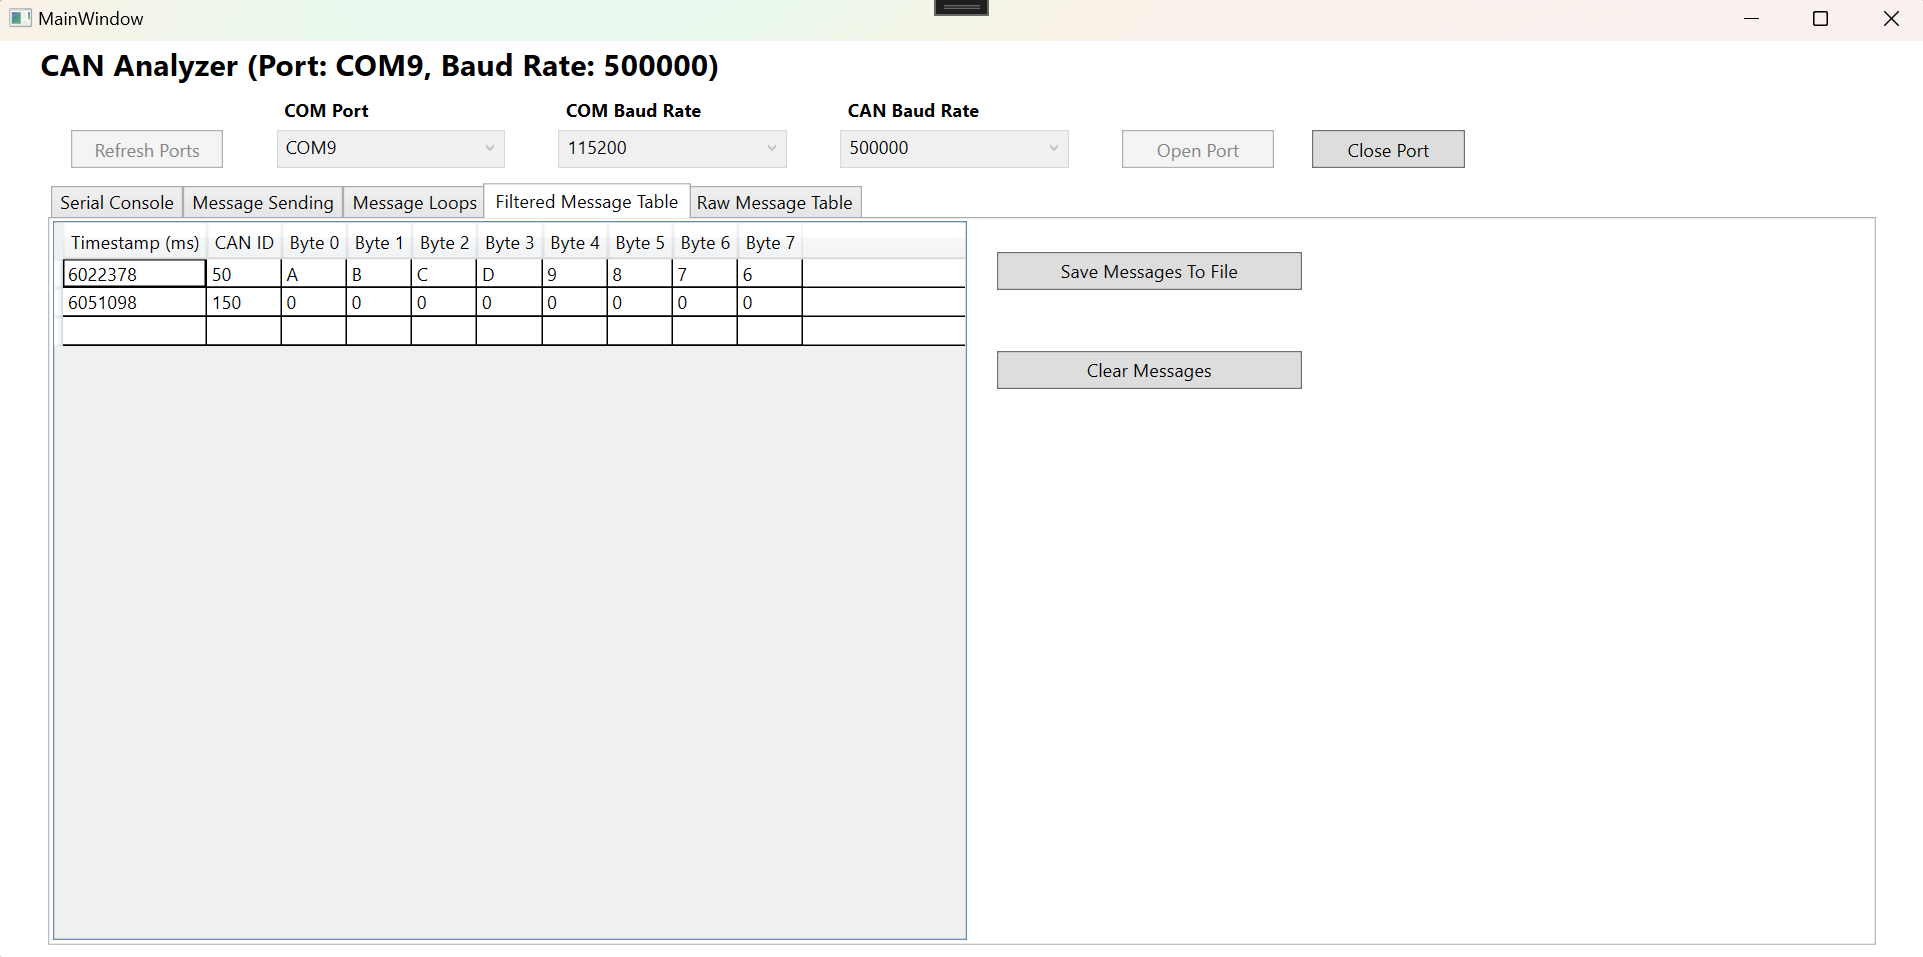 MainWindow
CAN Analyzer (Port: COM9, Baud Rate: 500000)
COM Port COM Baud Rate CAN Baud Rate
Refresh Ports COM9 115200 500000 Open Port Close Port
Serial Console Message Sending Message Loops Filtered Message Table Raw Message Table
Timestamp (ms) CAN ID Byte 0 Byte 1 Byte 2 Byte 3 Byte 4 Byte 5 Byte 6 Byte 7
6022378 50 A B C D 9 8 7 6
6051098 150 0 0 0 0 0 0 0 0
Save Messages To File
Clear Messages